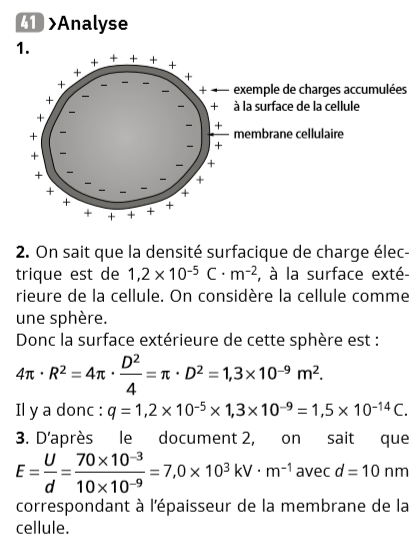 41 ›Analyse
1.
exemple de charges accumulées
à la surface de la cellule
membrane cellulaire
2. On sait que la densité surfacique de charge élec-
trique est de 1,2 × 10⁻⁵ C · m⁻², à la surface exté-
rieure de la cellule. On considère la cellule comme
une sphère.
Donc la surface extérieure de cette sphère est :
4π · R² = 4π · D²/4 = π · D² = 1,3 × 10⁻⁹ m².
Il y a donc : q = 1,2 × 10⁻⁵ × 1,3 × 10⁻⁹ = 1,5 × 10⁻¹⁴ C.
3. D’après le document 2, on sait que
E = U/d = 70 × 10⁻³/10 × 10⁻⁹ = 7,0 × 10³ kV · m⁻¹ avec d = 10 nm
correspondant à l’épaisseur de la membrane de la
cellule.